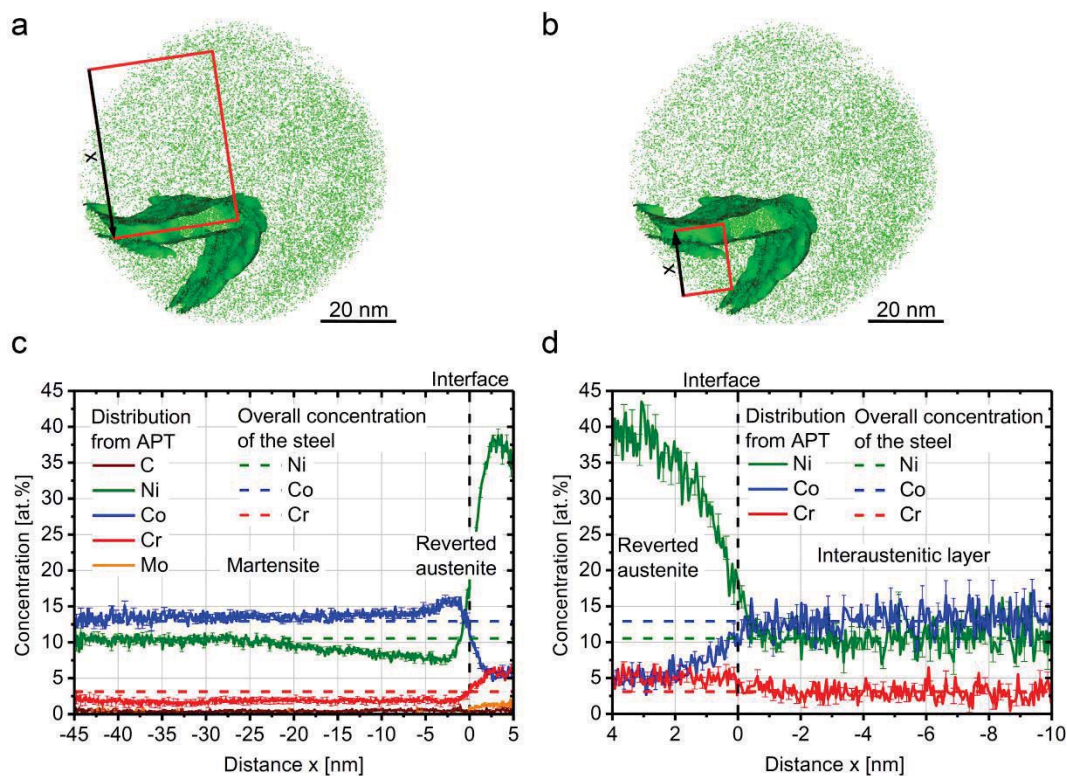 a
b
x
x
20 nm
20 nm
c
d
Interface
Interface
45
40
35
30
25
20
15
10
5
0
Concentration [at.%]
Distribution
from APT
C
Ni
Co
Cr
Mo
Overall concentration
of the steel
Ni
Co
Cr
Martensite
Reverted
austenite
-45 -40 -35 -30 -25 -20 -15 -10 -5 0 5
Distance x [nm]
45
40
35
30
25
20
15
10
5
0
Concentration [at.%]
Distribution
from APT
Ni
Co
Cr
Overall concentration
of the steel
Ni
Co
Cr
Reverted
austenite
Interaustenitic layer
4 2 0 -2 -4 -6 -8 -10
Distance x [nm]